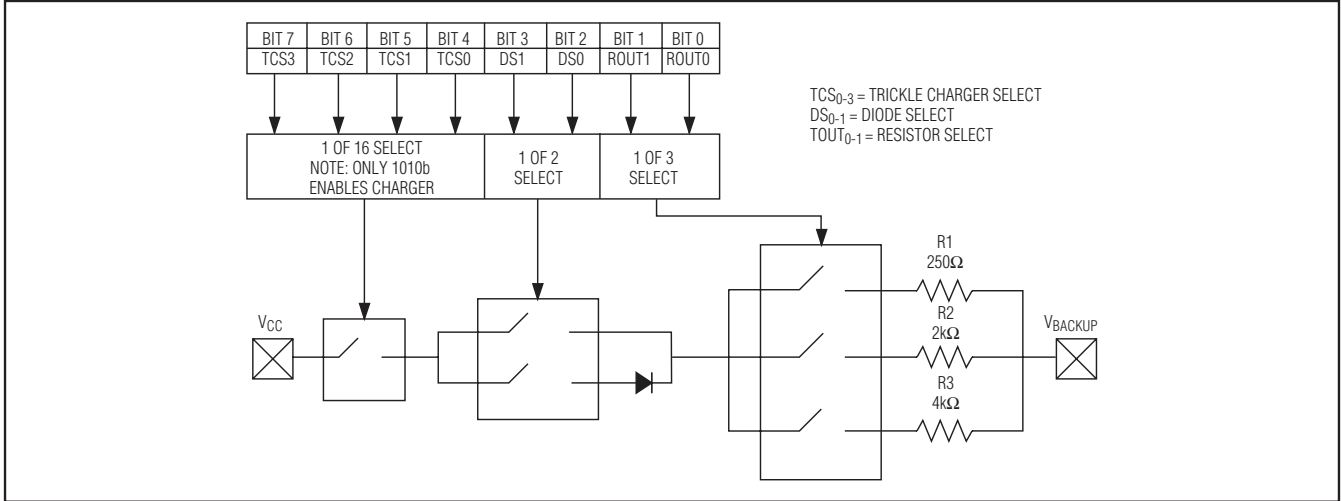 BIT 7 BIT 6 BIT 5 BIT 4 BIT 3 BIT 2 BIT 1 BIT 0
TCS3 TCS2 TCS1 TCS0 DS1 DS0 ROUT1 ROUT0
TCS0-3 = TRICKLE CHARGER SELECT
DS0-1 = DIODE SELECT
TOUT0-1 = RESISTOR SELECT
1 OF 16 SELECT
NOTE: ONLY 1010b
ENABLES CHARGER
1 OF 2
SELECT
1 OF 3
SELECT
R1
250Ω
VCC
R2
2kΩ
VBACKUP
R3
4kΩ